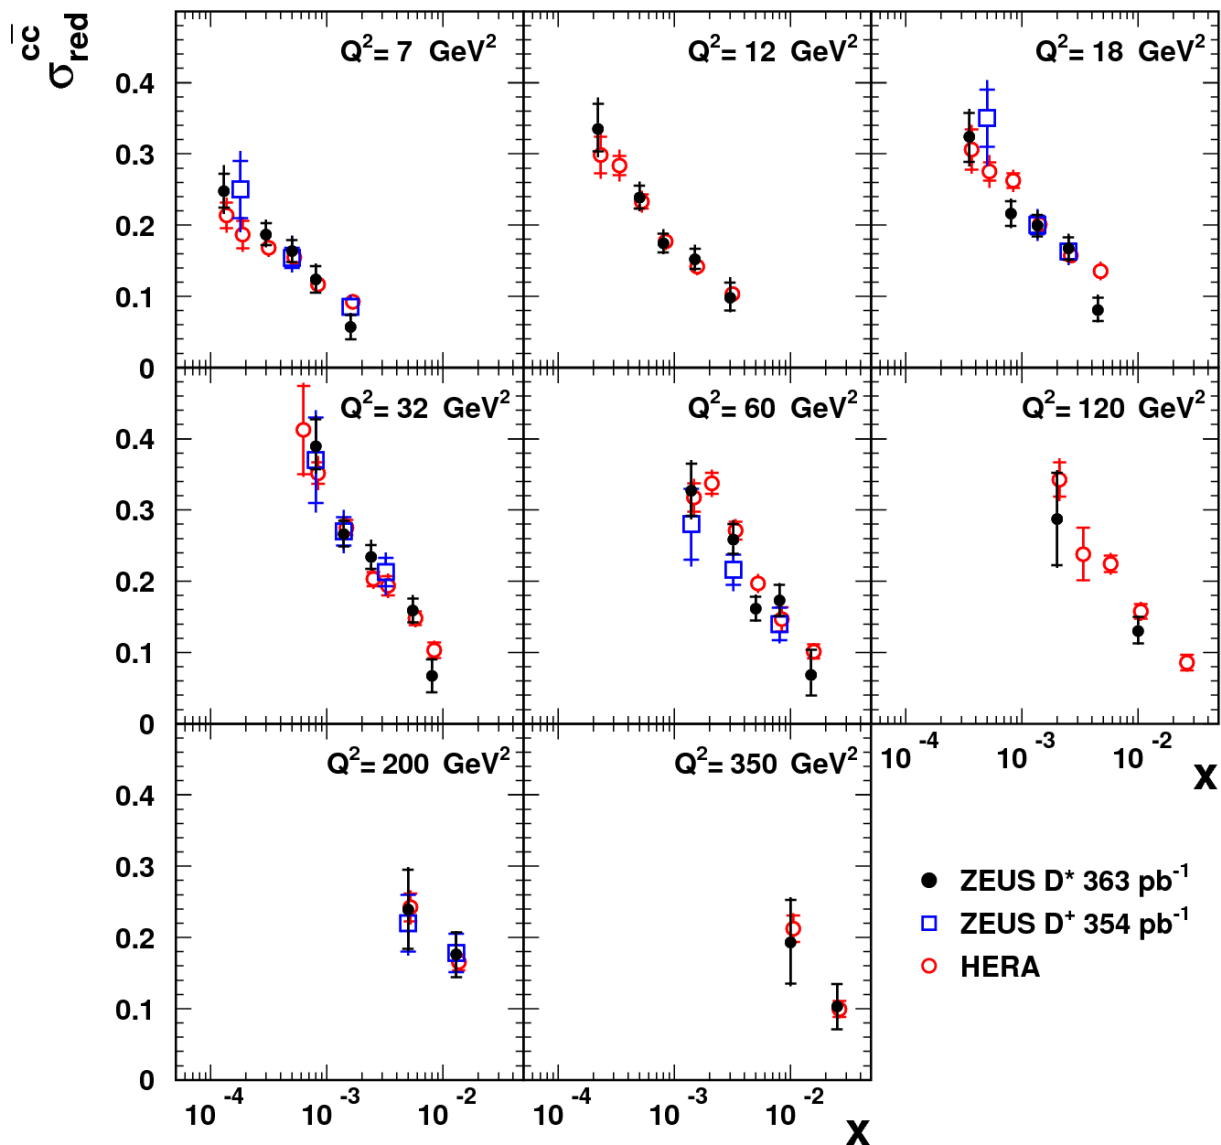 σ_red^cc̄
Q²= 7 GeV²
Q²= 12 GeV²
Q²= 18 GeV²
0.4
0.3
0.2
0.1
0
Q²= 32 GeV²
Q²= 60 GeV²
Q²= 120 GeV²
0.4
0.3
0.2
0.1
0
10⁻⁴ 10⁻³ 10⁻²
x
Q²= 200 GeV²
Q²= 350 GeV²
0.4
0.3
0.2
0.1
0
ZEUS D* 363 pb⁻¹
ZEUS D⁺ 354 pb⁻¹
HERA
10⁻⁴ 10⁻³ 10⁻² 10⁻⁴ 10⁻³ 10⁻²
x